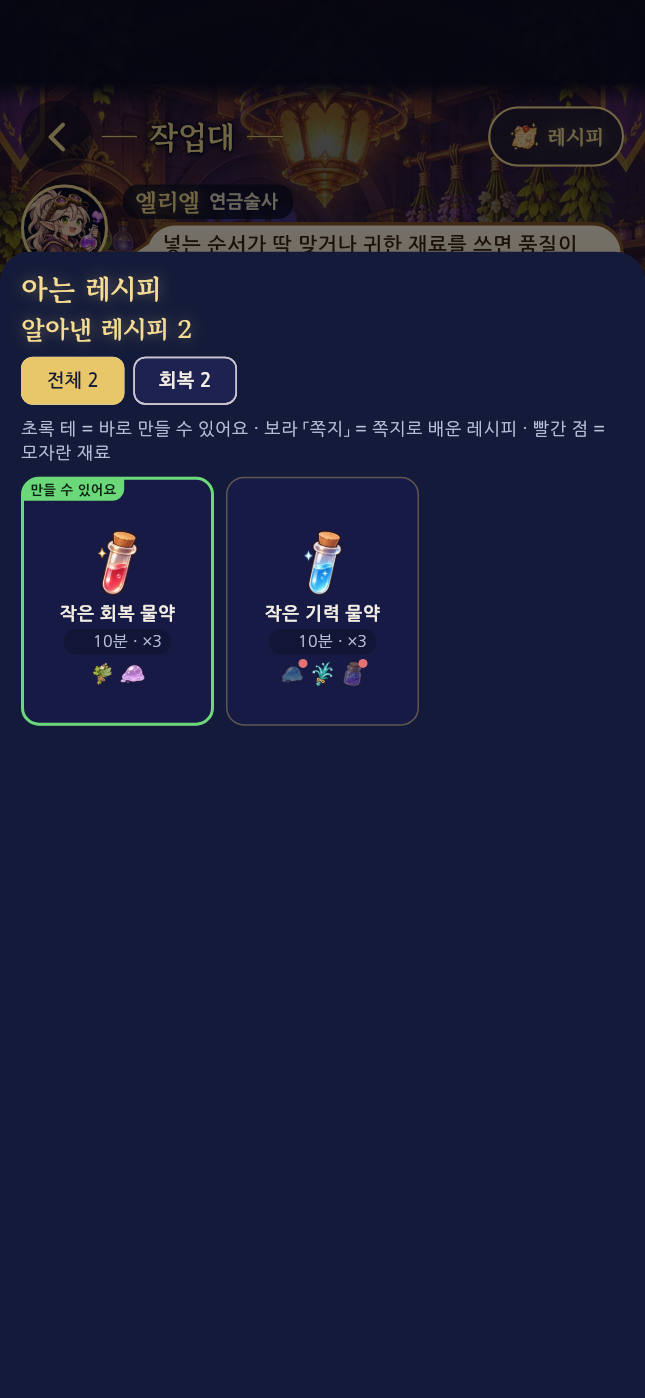 작업대
레시피
엘리엘 연금술사
넣는 순서가 딱 맞거나 귀한 재료를 쓰면 품질이
아는 레시피
알아낸 레시피 2
전체 2
회복 2
초록 테 = 바로 만들 수 있어요 · 보라 「쪽지」 = 쪽지로 배운 레시피 · 빨간 점 =
모자란 재료
만들 수 있어요
작은 회복 물약
10분 · ×3
작은 기력 물약
10분 · ×3